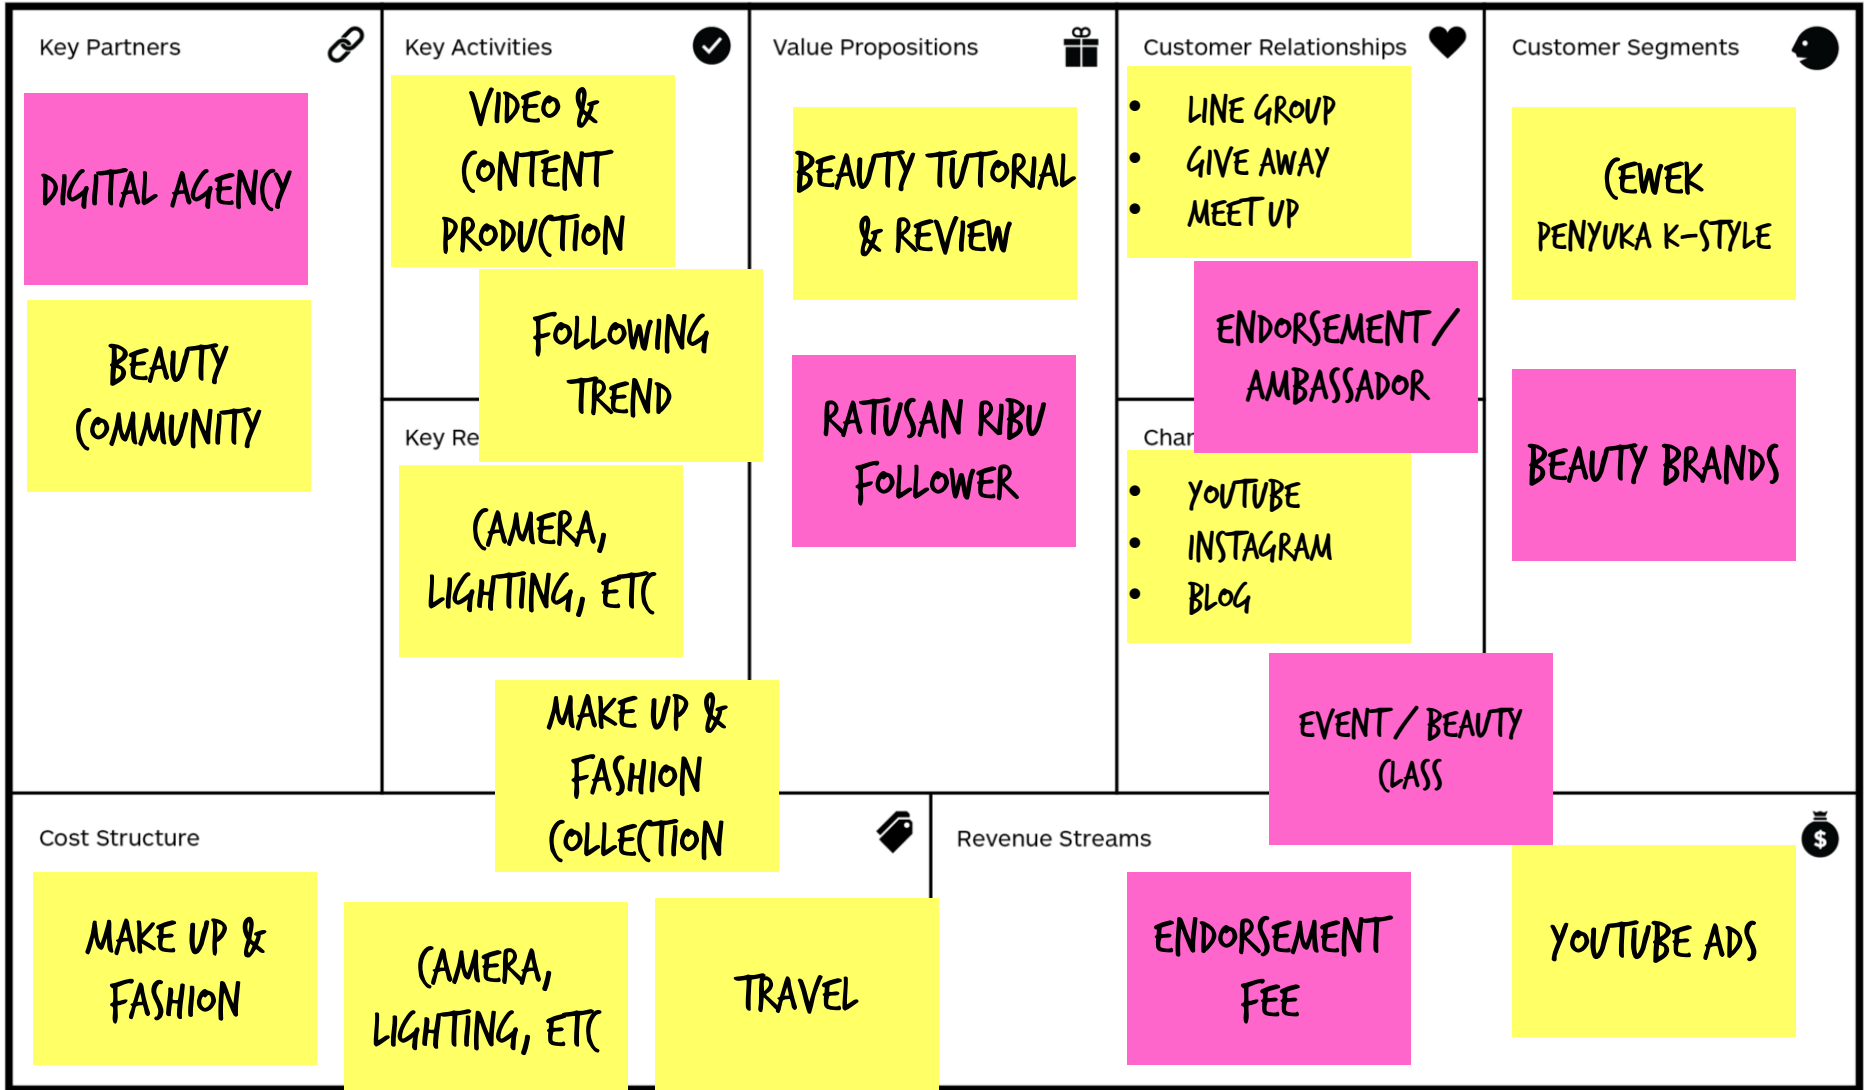 Key Partners
DIGITAL AGENCY
BEAUTY
COMMUNITY
Key Activities
VIDEO &
CONTENT
PRODUCTION
FOLLOWING
TREND
Key Re
CAMERA,
LIGHTING, ETC
MAKE UP &
FASHION
COLLECTION
Value Propositions
BEAUTY TUTORIAL
& REVIEW
RATUSAN RIBU
FOLLOWER
Customer Relationships
• LINE GROUP
• GIVE AWAY
• MEET UP
ENDORSEMENT /
AMBASSADOR
Chan
• YOUTUBE
• INSTAGRAM
• BLOG
EVENT / BEAUTY
CLASS
Customer Segments
CEWEK
PENYUKA K-STYLE
BEAUTY BRANDS
Cost Structure
MAKE UP &
FASHION
CAMERA,
LIGHTING, ETC
TRAVEL
Revenue Streams
ENDORSEMENT
FEE
YOUTUBE ADS
$